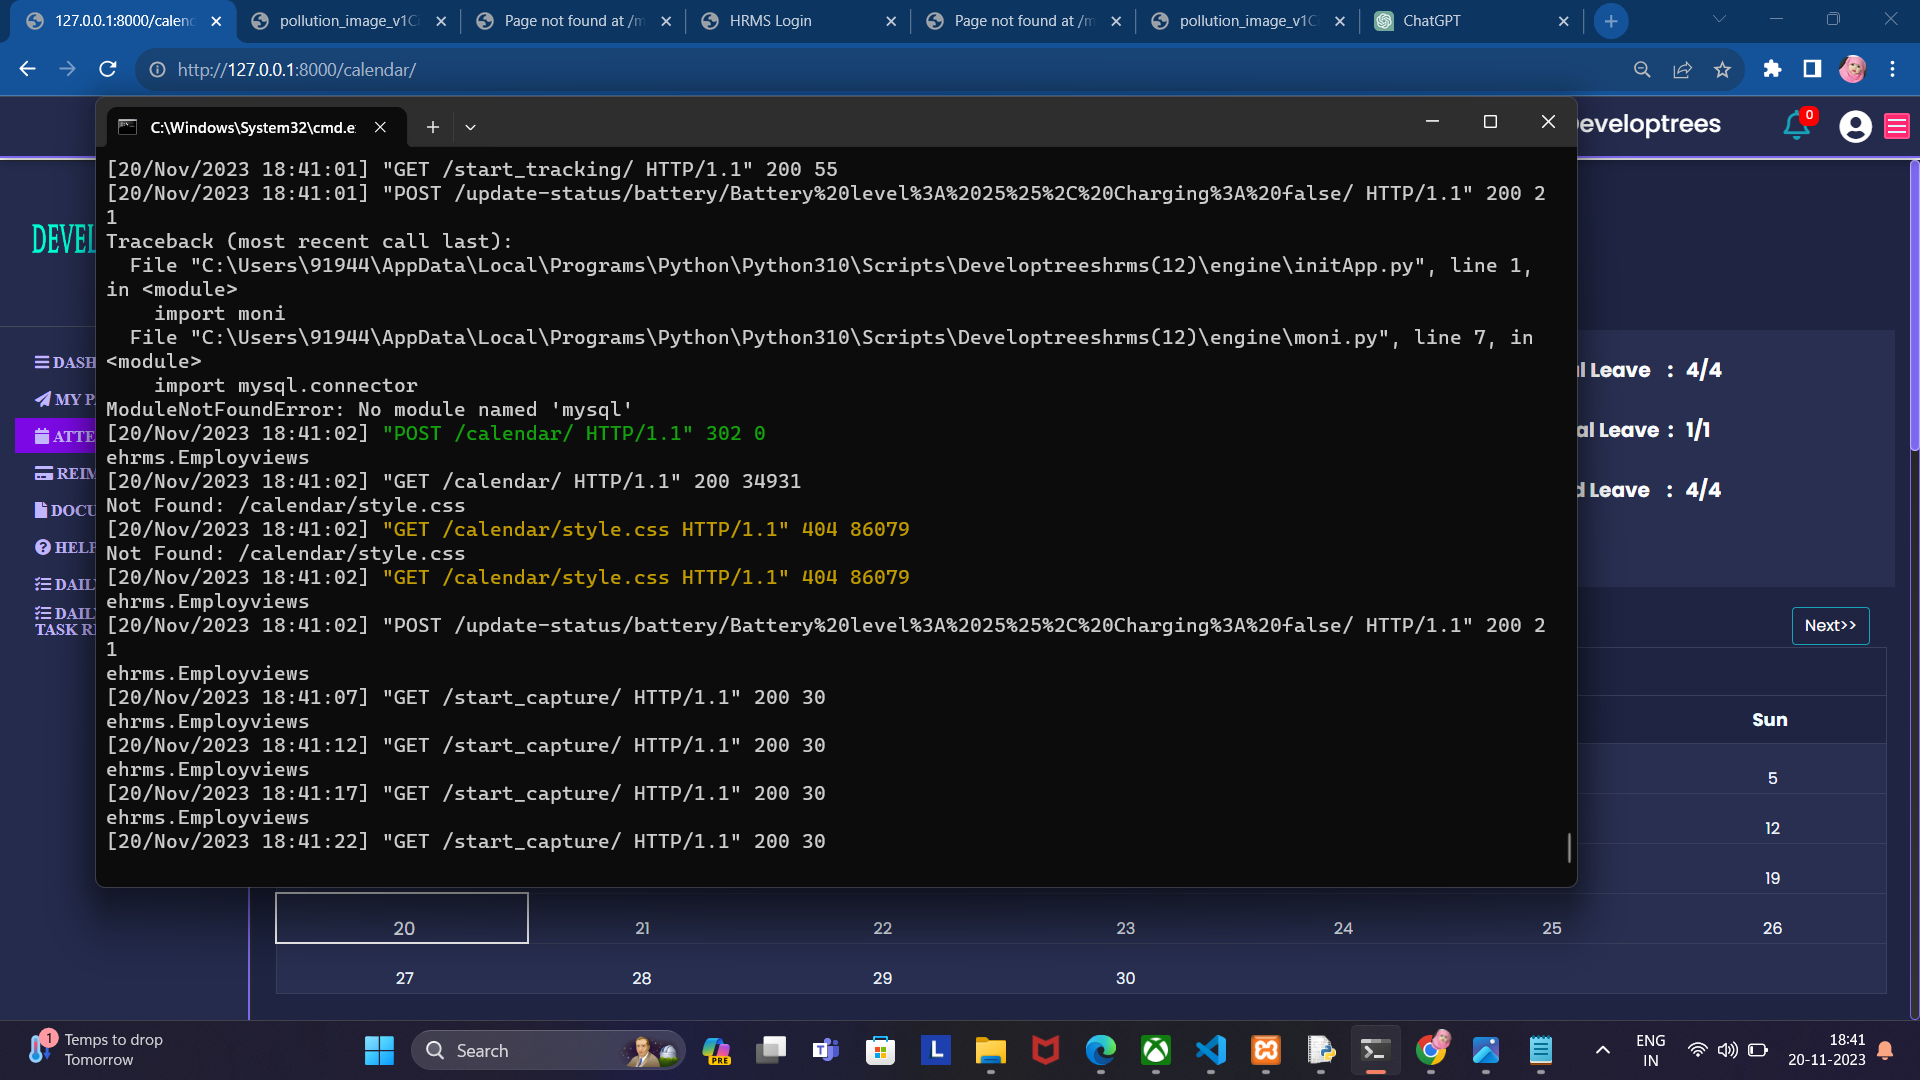 127.0.0.1:8000/calen
pollution_image_v1C
Page not found at /m
HRMS Login
Page not found at /m
pollution_image_v1C
ChatGPT
http://127.0.0.1:8000/calendar/
C:\Windows\System32\cmd.e
Developtrees
0
[20/Nov/2023 18:41:01] "GET /start_tracking/ HTTP/1.1" 200 55
[20/Nov/2023 18:41:01] "POST /update-status/battery/Battery%20level%3A%2025%25%2C%20Charging%3A%20false/ HTTP/1.1" 200 2
1
Traceback (most recent call last):
File "C:\Users\91944\AppData\Local\Programs\Python\Python310\Scripts\Developtreeshrms(12)\engine\initApp.py", line 1,
in <module>
import moni
File "C:\Users\91944\AppData\Local\Programs\Python\Python310\Scripts\Developtreeshrms(12)\engine\moni.py", line 7, in
<module>
import mysql.connector
ModuleNotFoundError: No module named 'mysql'
[20/Nov/2023 18:41:02] "POST /calendar/ HTTP/1.1" 302 0
ehrms.Employviews
[20/Nov/2023 18:41:02] "GET /calendar/ HTTP/1.1" 200 34931
Not Found: /calendar/style.css
[20/Nov/2023 18:41:02] "GET /calendar/style.css HTTP/1.1" 404 86079
Not Found: /calendar/style.css
[20/Nov/2023 18:41:02] "GET /calendar/style.css HTTP/1.1" 404 86079
ehrms.Employviews
[20/Nov/2023 18:41:02] "POST /update-status/battery/Battery%20level%3A%2025%25%2C%20Charging%3A%20false/ HTTP/1.1" 200 2
1
ehrms.Employviews
[20/Nov/2023 18:41:07] "GET /start_capture/ HTTP/1.1" 200 30
ehrms.Employviews
[20/Nov/2023 18:41:12] "GET /start_capture/ HTTP/1.1" 200 30
ehrms.Employviews
[20/Nov/2023 18:41:17] "GET /start_capture/ HTTP/1.1" 200 30
ehrms.Employviews
[20/Nov/2023 18:41:22] "GET /start_capture/ HTTP/1.1" 200 30
DEVEL
DASH
MY P
ATTE
REIM
DOCU
HELP
DAIL
DAIL
TASK R
l Leave : 4/4
al Leave : 1/1
d Leave : 4/4
Next>>
Sun
5
12
19
20 21 22 23 24 25 26
27 28 29 30
1
Temps to drop
Tomorrow
Search
PRE
L
ENG
IN
18:41
20-11-2023